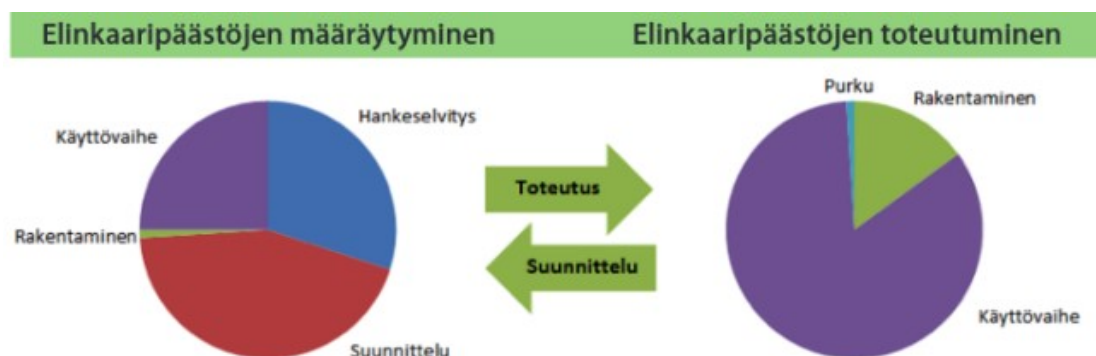 Elinkaaripäästöjen määräytyminen
Elinkaaripäästöjen toteutuminen
Käyttövaihe
Hankeselvitys
Rakentaminen
Suunnittelu
Toteutus
Suunnittelu
Purku
Rakentaminen
Käyttövaihe